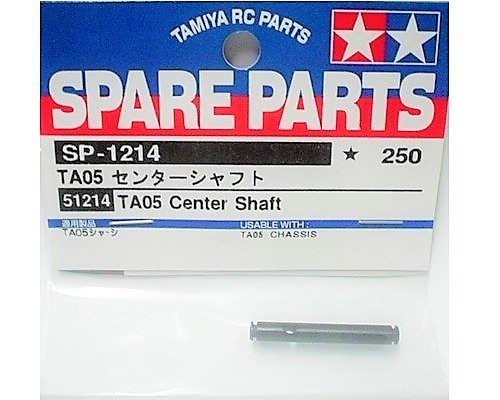 TAMIYA RC PARTS
SPARE PARTS
SP-1214 ★ 250
TA05 センターシャフト
51214 TA05 Center Shaft
適用製品 USABLE WITH:
TA05シャーシ TA05 CHASSIS